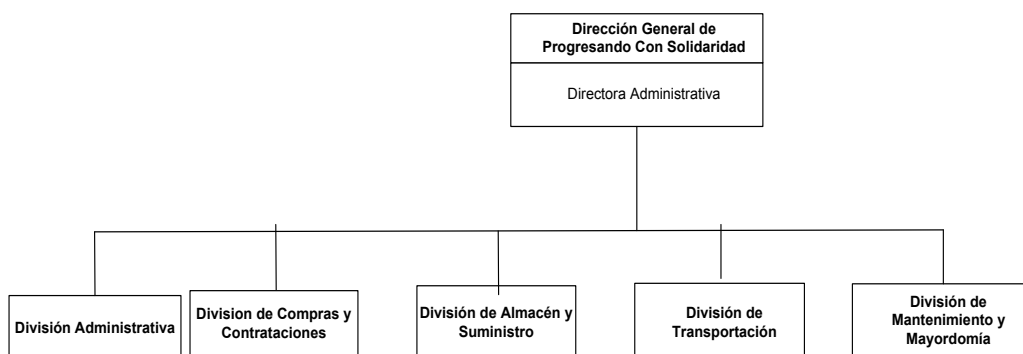 Dirección General de
Progresando Con Solidaridad
Directora Administrativa
División Administrativa
Division de Compras y
Contrataciones
División de Almacén y
Suministro
División de
Transportación
División de
Mantenimiento y
Mayordomía